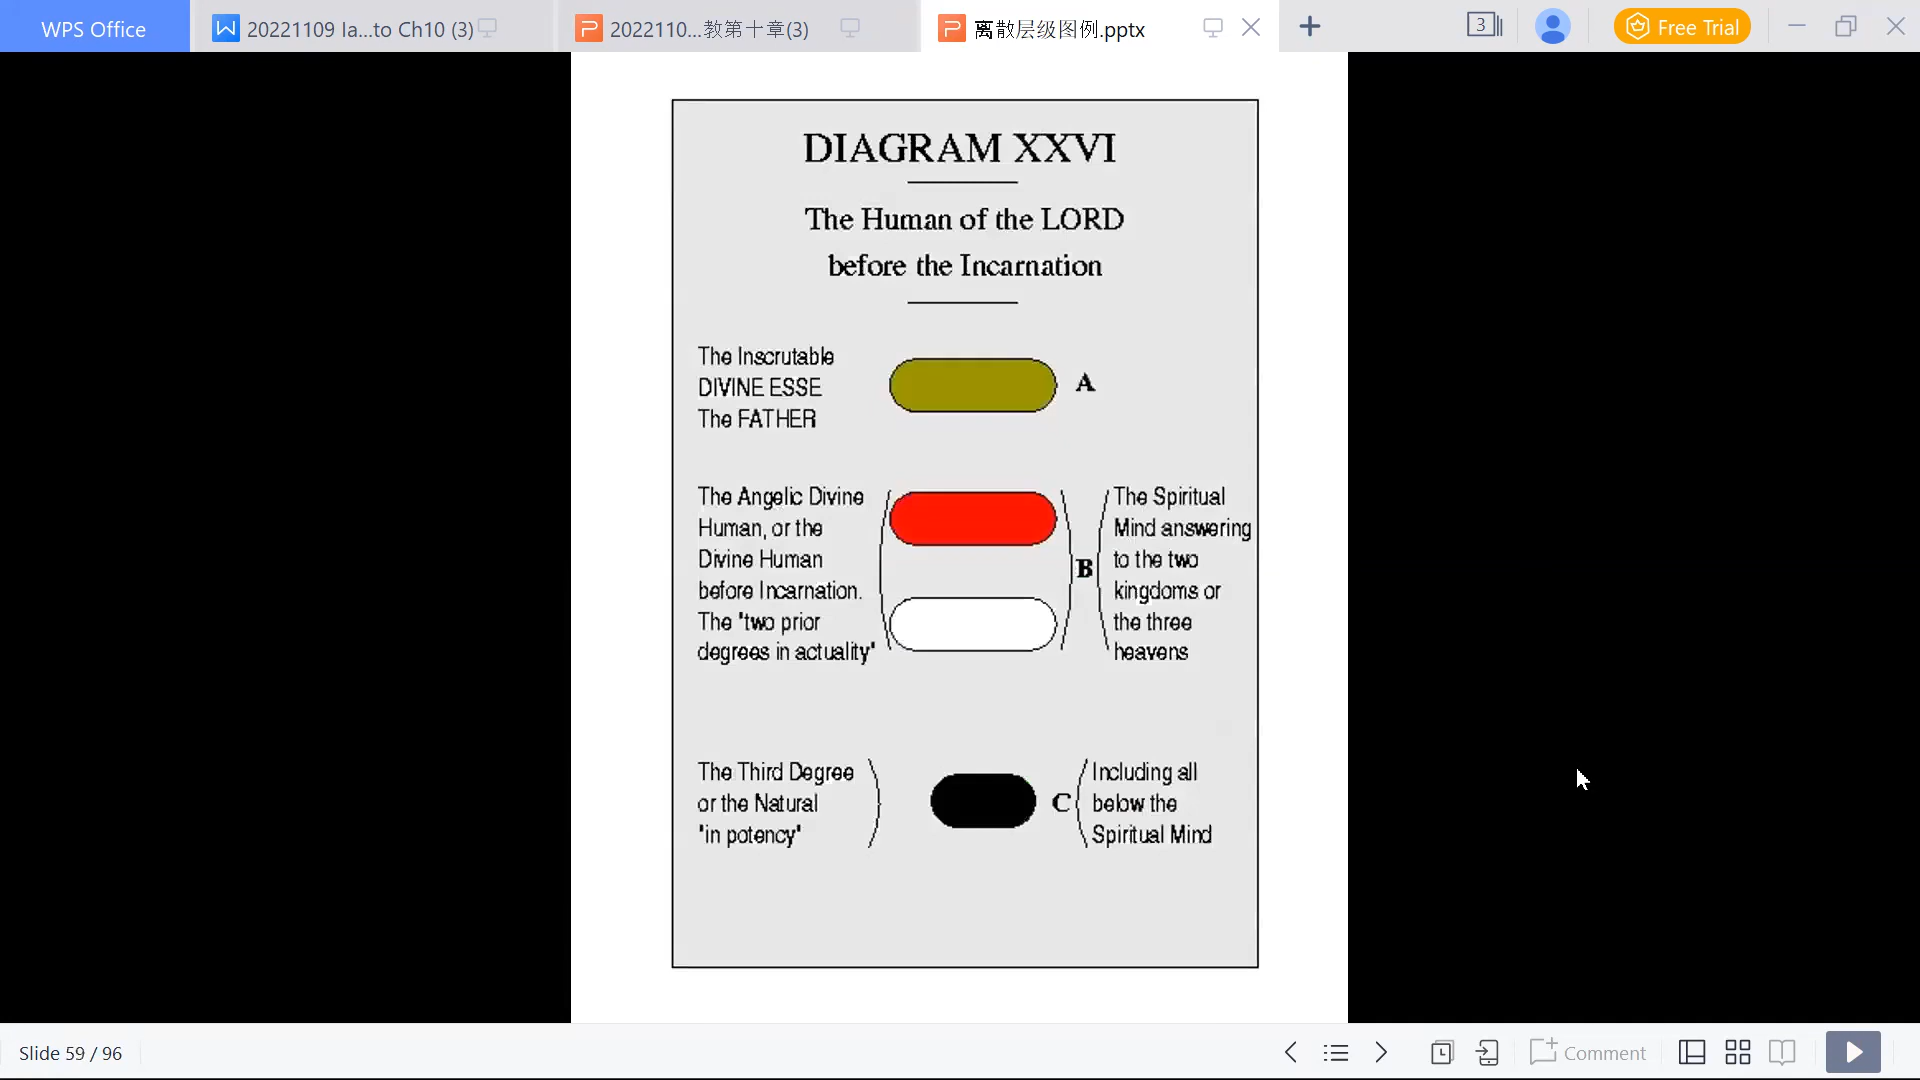 WPS Office
20221109 la...to Ch10 (3)
2022110...教第十章(3)
离散层级图例.pptx
3
Free Trial
DIAGRAM XXVI
The Human of the LORD
before the Incarnation
The Inscrutable
DIVINE ESSE
The FATHER
A
The Angelic Divine
Human, or the
Divine Human
before Incarnation.
The "two prior
degrees in actuality"
B
The Spiritual
Mind answering
to the two
kingdoms or
the three
heavens
The Third Degree
or the Natural
"in potency"
C
Including all
below the
Spiritual Mind
Slide 59 / 96
Comment